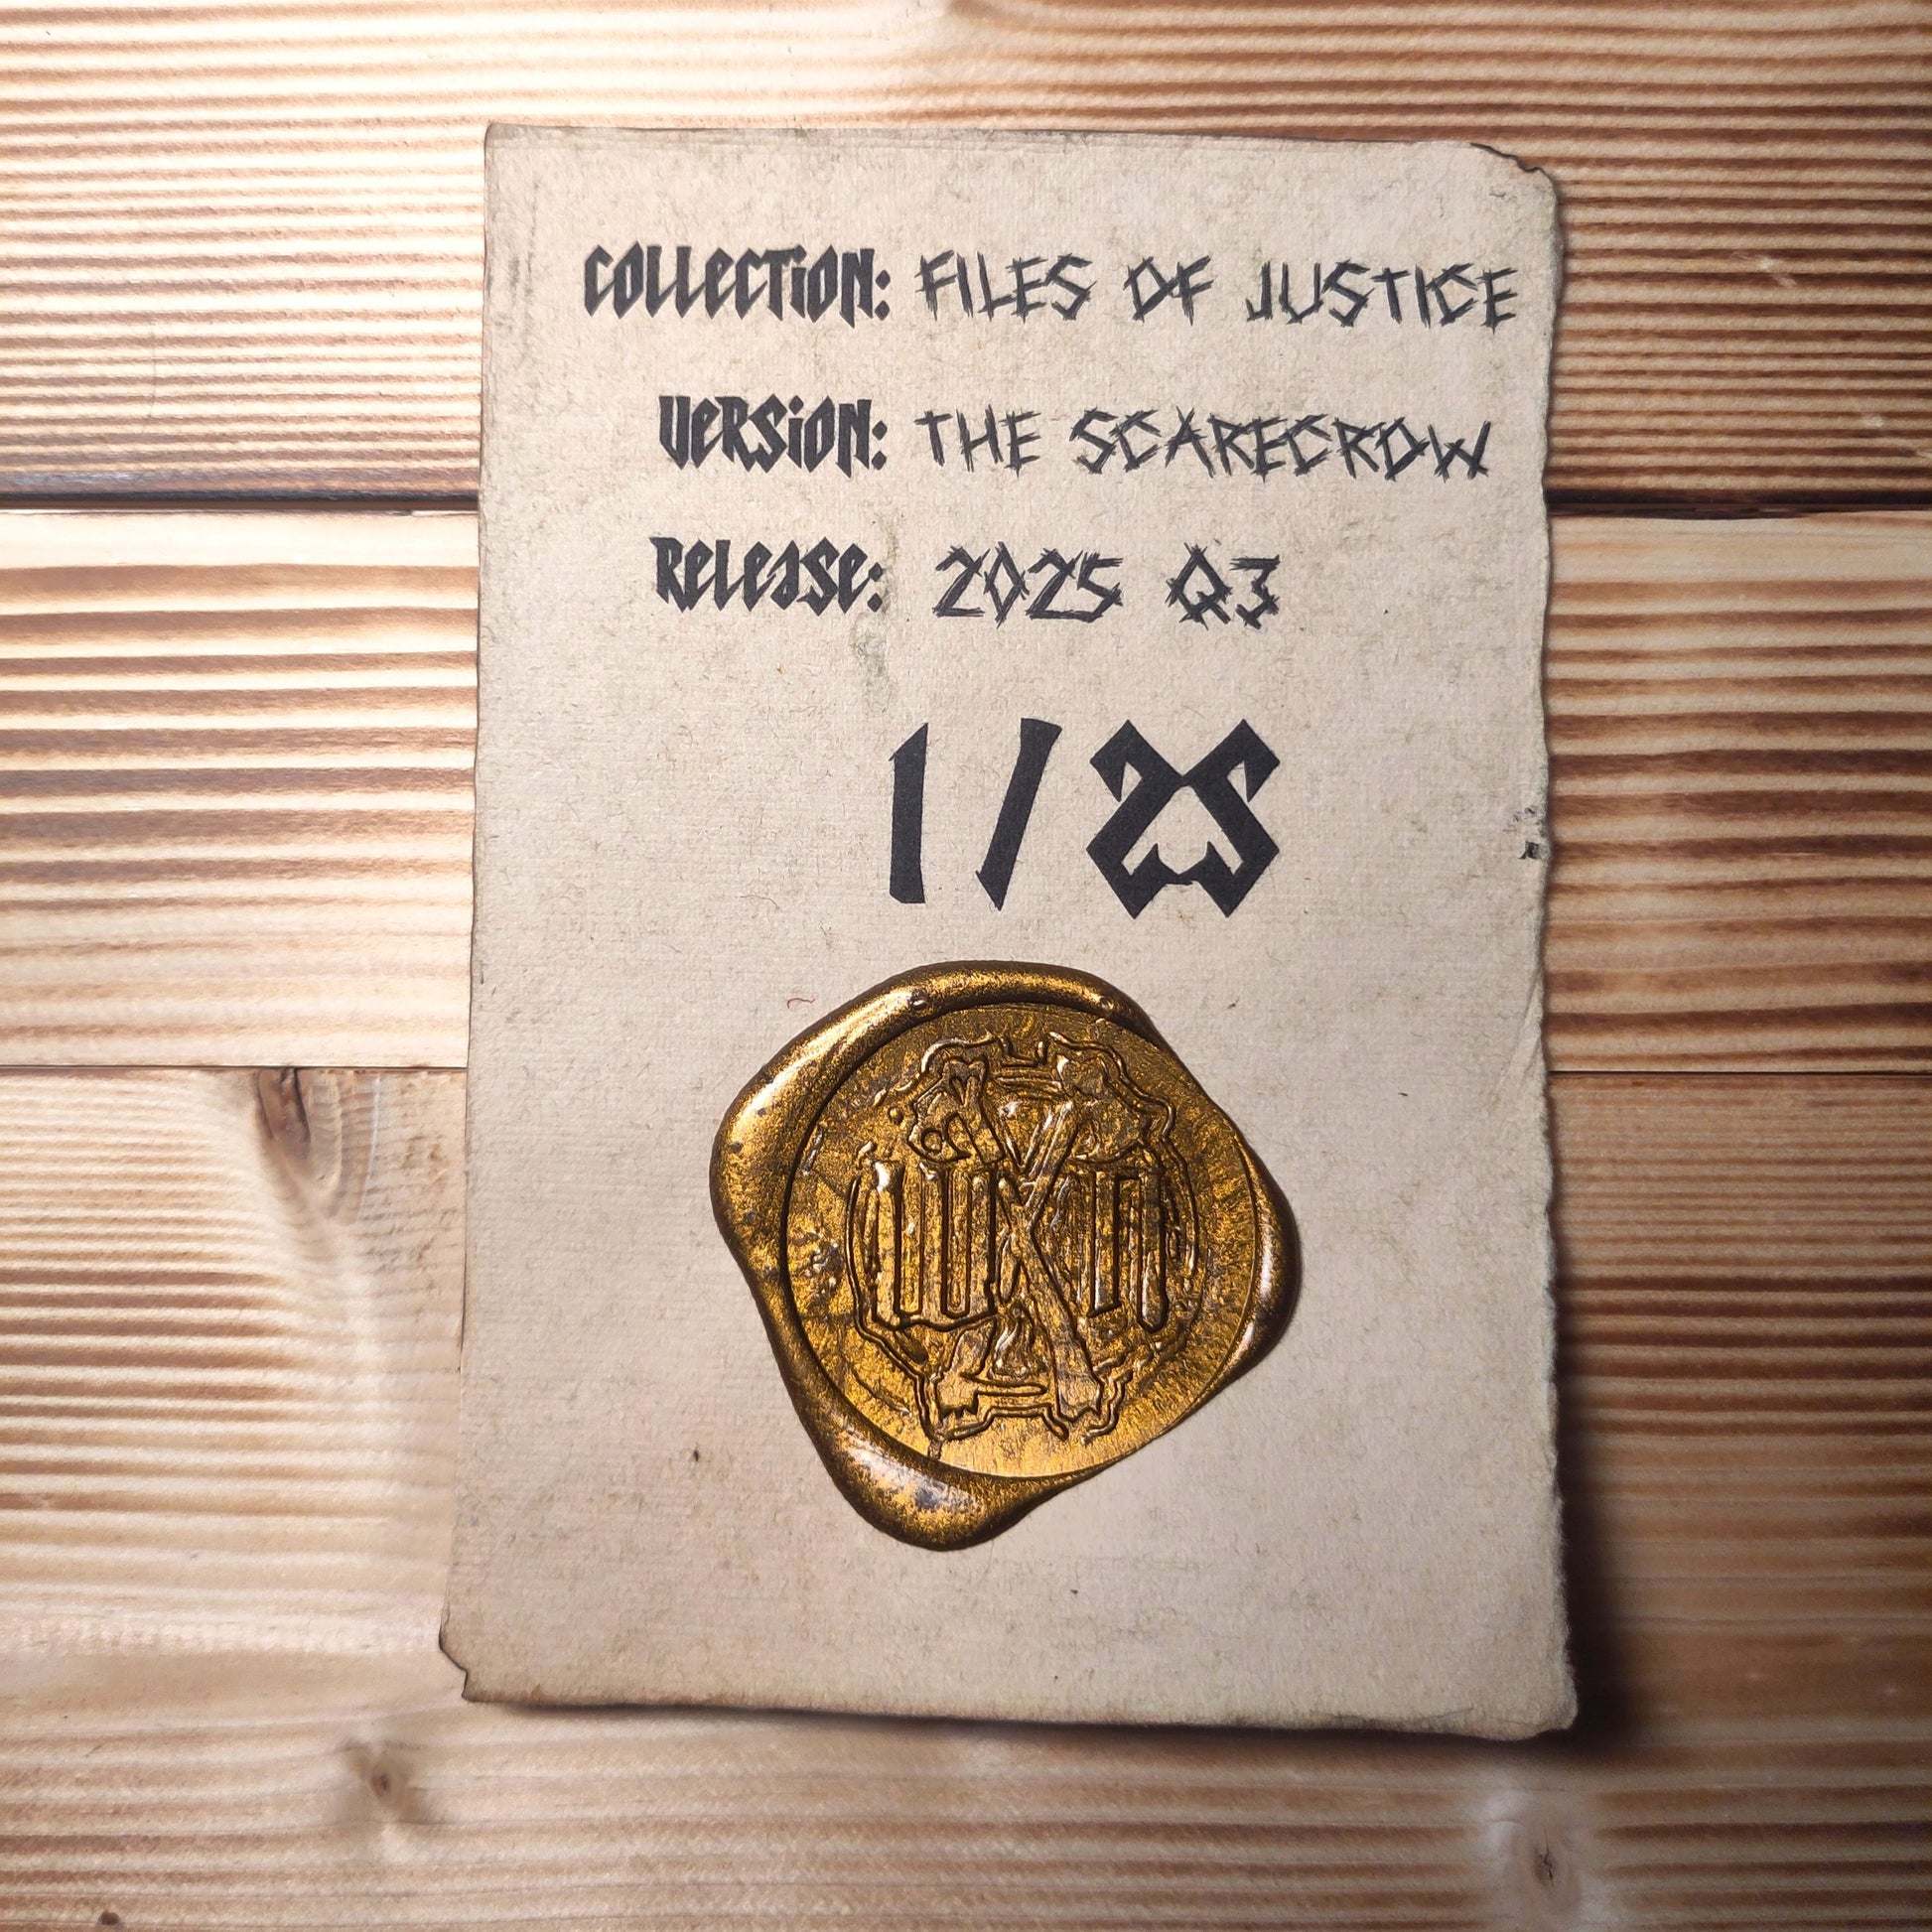 COLLECTION: FILES OF JUSTICE
VERSION: THE SCARECROW
RELEASE: 2025 Q3
1/25